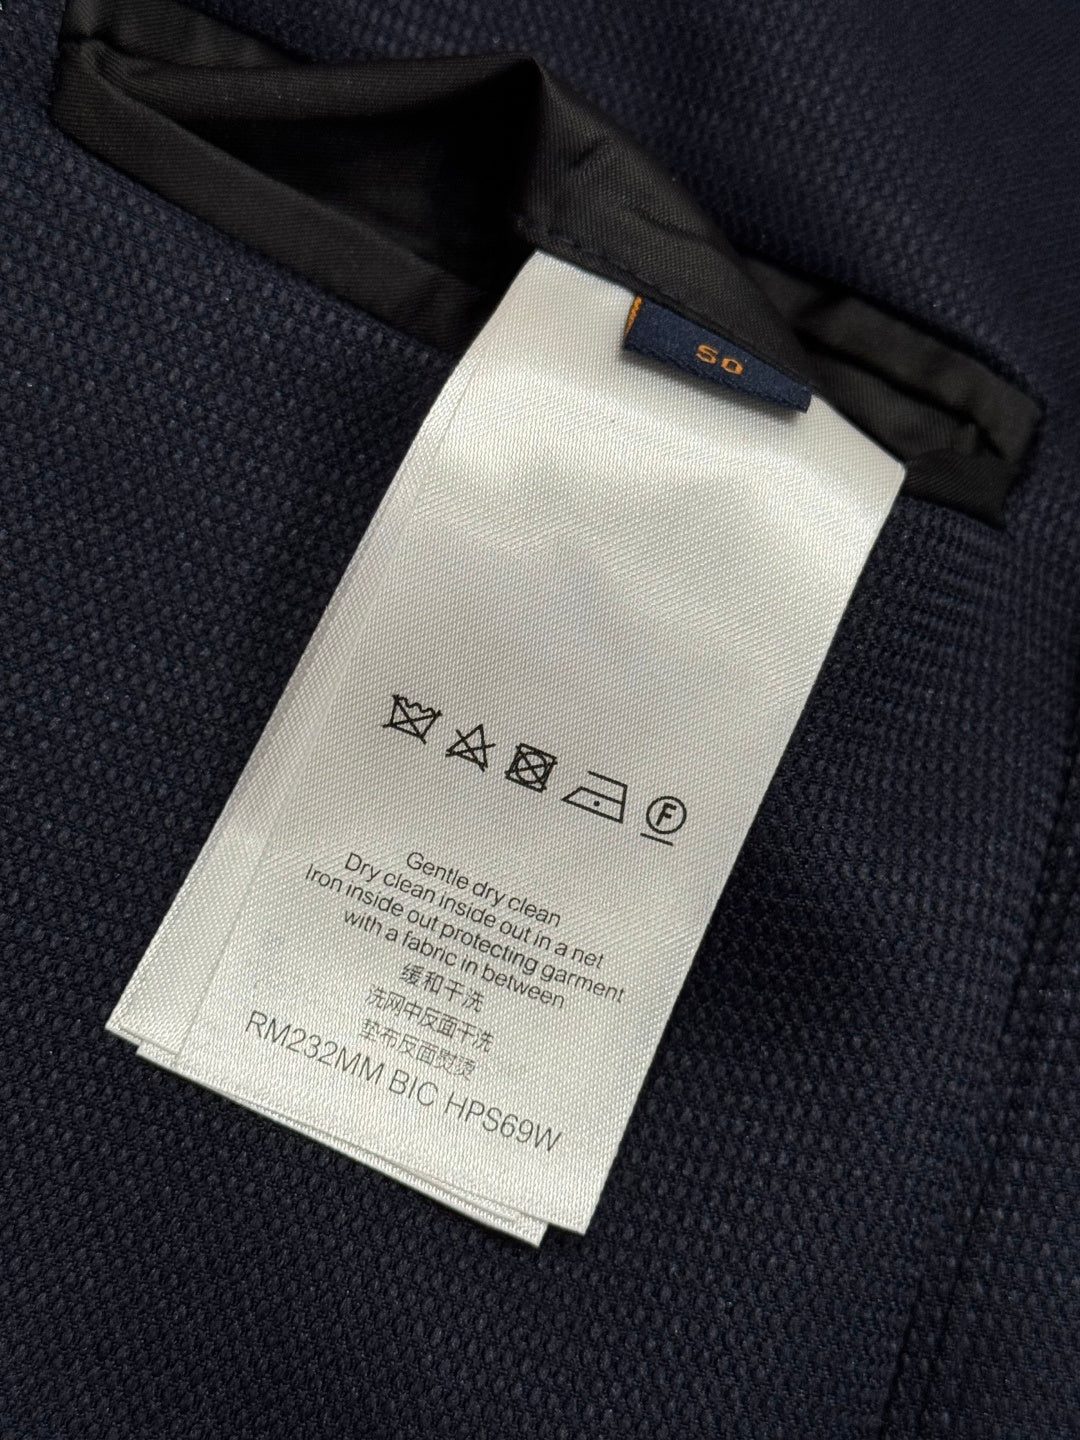 50
F
Gentle dry clean
Dry clean inside out in a net
Iron inside out protecting garment
with a fabric in between
缓和干洗
洗网中反面干洗
垫布反面熨烫
RM232MM BIC HPS69W